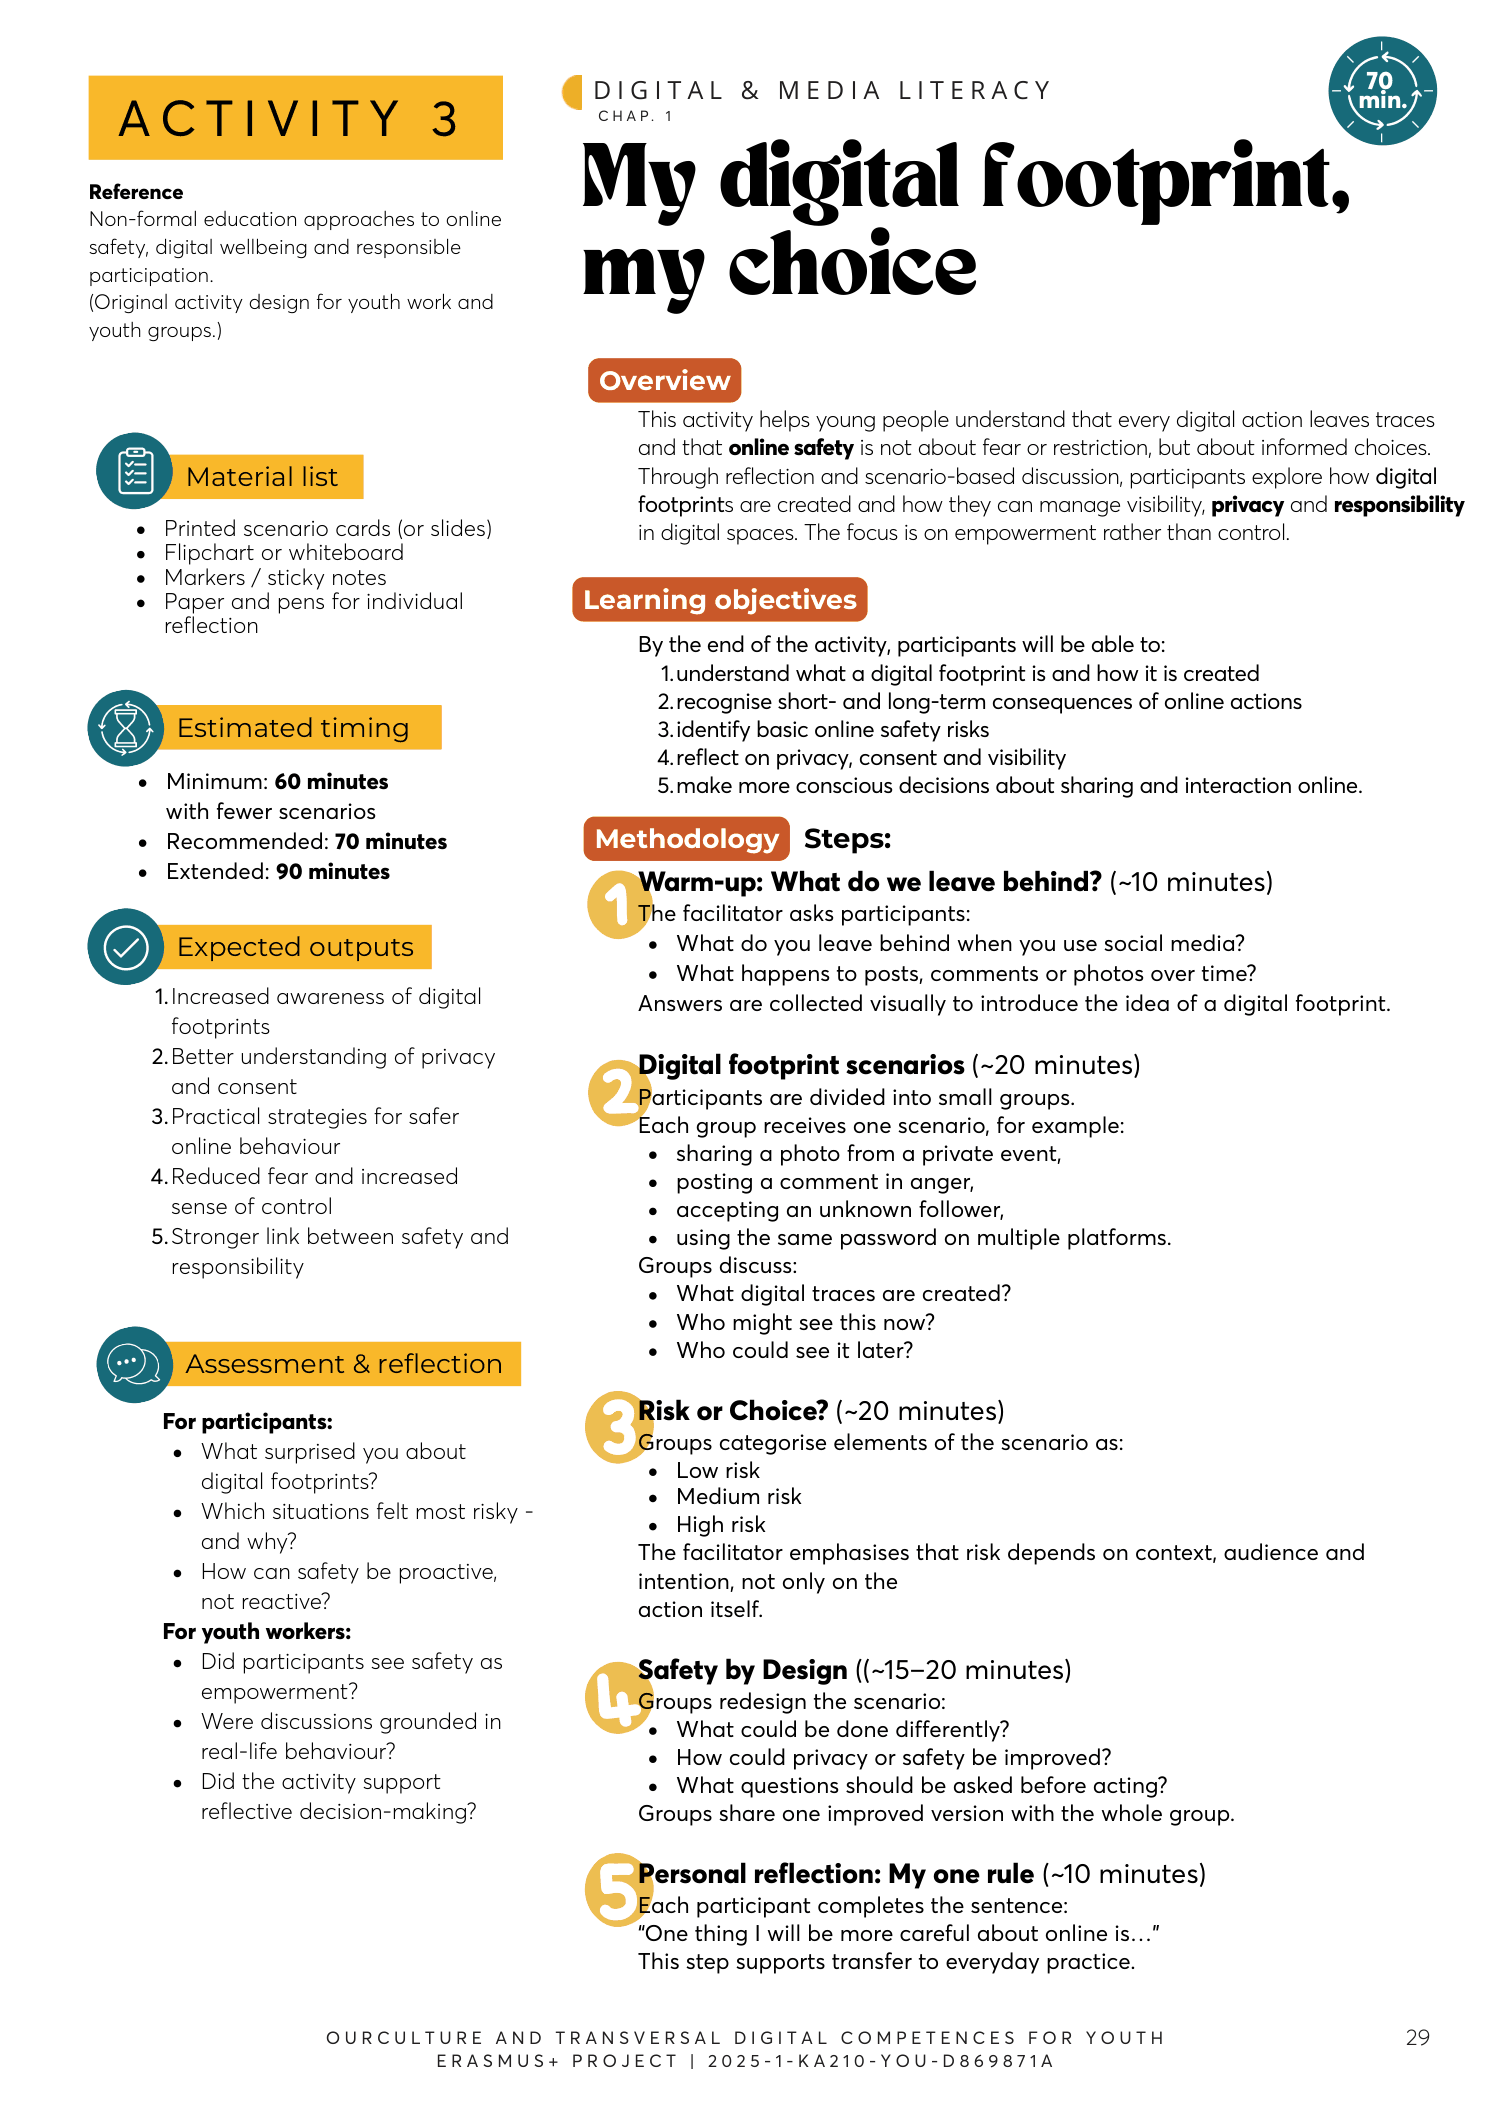 ACTIVITY 3
Reference
Non-formal education approaches to online
safety, digital wellbeing and responsible
participation.
(Original activity design for youth work and
youth groups.)
Material list
• Printed scenario cards (or slides)
• Flipchart or whiteboard
• Markers / sticky notes
• Paper and pens for individual
reflection
Estimated timing
• Minimum: 60 minutes
with fewer scenarios
• Recommended: 70 minutes
• Extended: 90 minutes
Expected outputs
1. Increased awareness of digital
footprints
2. Better understanding of privacy
and consent
3. Practical strategies for safer
online behaviour
4. Reduced fear and increased
sense of control
5. Stronger link between safety and
responsibility
Assessment & reflection
For participants:
• What surprised you about
digital footprints?
• Which situations felt most risky -
and why?
• How can safety be proactive,
not reactive?
For youth workers:
• Did participants see safety as
empowerment?
• Were discussions grounded in
real-life behaviour?
• Did the activity support
reflective decision-making?
DIGITAL & MEDIA LITERACY
CHAP. 1
70
min.
My digital footprint,
my choice
Overview
This activity helps young people understand that every digital action leaves traces
and that online safety is not about fear or restriction, but about informed choices.
Through reflection and scenario-based discussion, participants explore how digital
footprints are created and how they can manage visibility, privacy and responsibility
in digital spaces. The focus is on empowerment rather than control.
Learning objectives
By the end of the activity, participants will be able to:
1. understand what a digital footprint is and how it is created
2. recognise short- and long-term consequences of online actions
3. identify basic online safety risks
4. reflect on privacy, consent and visibility
5. make more conscious decisions about sharing and interaction online.
Methodology Steps:
1 Warm-up: What do we leave behind? (~10 minutes)
The facilitator asks participants:
• What do you leave behind when you use social media?
• What happens to posts, comments or photos over time?
Answers are collected visually to introduce the idea of a digital footprint.
2 Digital footprint scenarios (~20 minutes)
Participants are divided into small groups.
Each group receives one scenario, for example:
• sharing a photo from a private event,
• posting a comment in anger,
• accepting an unknown follower,
• using the same password on multiple platforms.
Groups discuss:
• What digital traces are created?
• Who might see this now?
• Who could see it later?
3 Risk or Choice? (~20 minutes)
Groups categorise elements of the scenario as:
• Low risk
• Medium risk
• High risk
The facilitator emphasises that risk depends on context, audience and
intention, not only on the
action itself.
4 Safety by Design ((~15–20 minutes)
Groups redesign the scenario:
• What could be done differently?
• How could privacy or safety be improved?
• What questions should be asked before acting?
Groups share one improved version with the whole group.
5 Personal reflection: My one rule (~10 minutes)
Each participant completes the sentence:
“One thing I will be more careful about online is…”
This step supports transfer to everyday practice.
OURCULTURE AND TRANSVERSAL DIGITAL COMPETENCES FOR YOUTH
ERASMUS+ PROJECT | 2025-1-KA210-YOU-D869871A
29